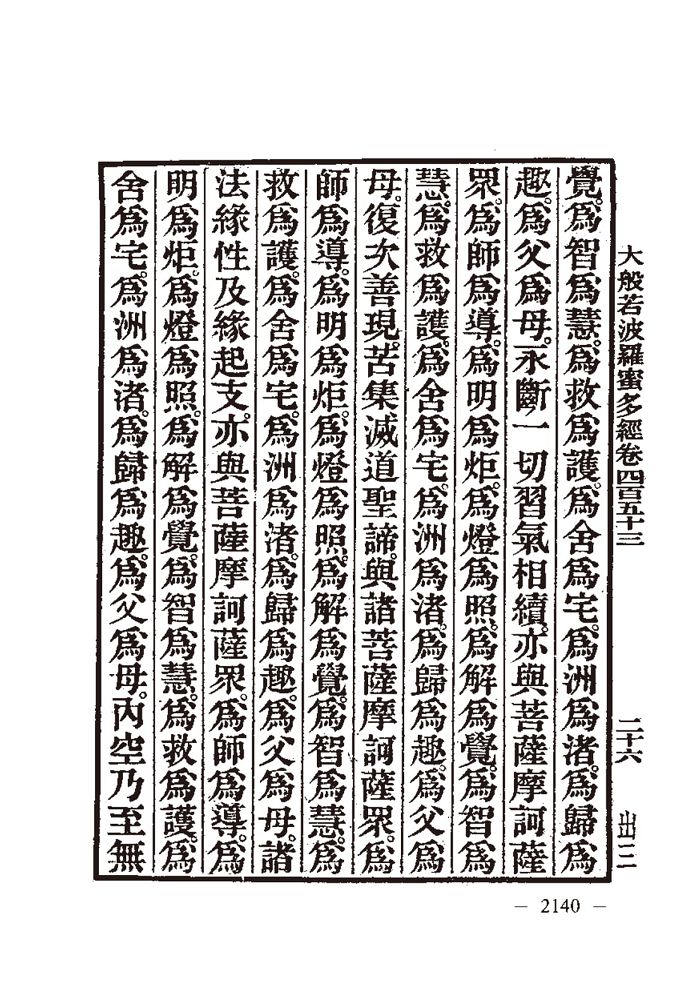 大般若波羅蜜多經卷四百五十三　二十六　出三
覺。爲智爲慧。爲救爲護。爲舍爲宅。爲洲爲渚。爲歸爲
趣。爲父爲母。永斷一切習氣相續。亦與菩薩摩訶薩
眾。爲師爲導。爲明爲炬。爲燈爲照。爲解爲覺。爲智爲
慧。爲救爲護。爲舍爲宅。爲洲爲渚。爲歸爲趣。爲父爲
母。復次善現。苦集滅道聖諦。與諸菩薩摩訶薩眾。爲
師爲導。爲明爲炬。爲燈爲照。爲解爲覺。爲智爲慧。爲
救爲護。爲舍爲宅。爲洲爲渚。爲歸爲趣。爲父爲母。諸
法緣性及緣起支。亦與菩薩摩訶薩眾。爲師爲導。爲
明爲炬。爲燈爲照。爲解爲覺。爲智爲慧。爲救爲護。爲
舍爲宅。爲洲爲渚。爲歸爲趣。爲父爲母。內空乃至無
— 2140 —